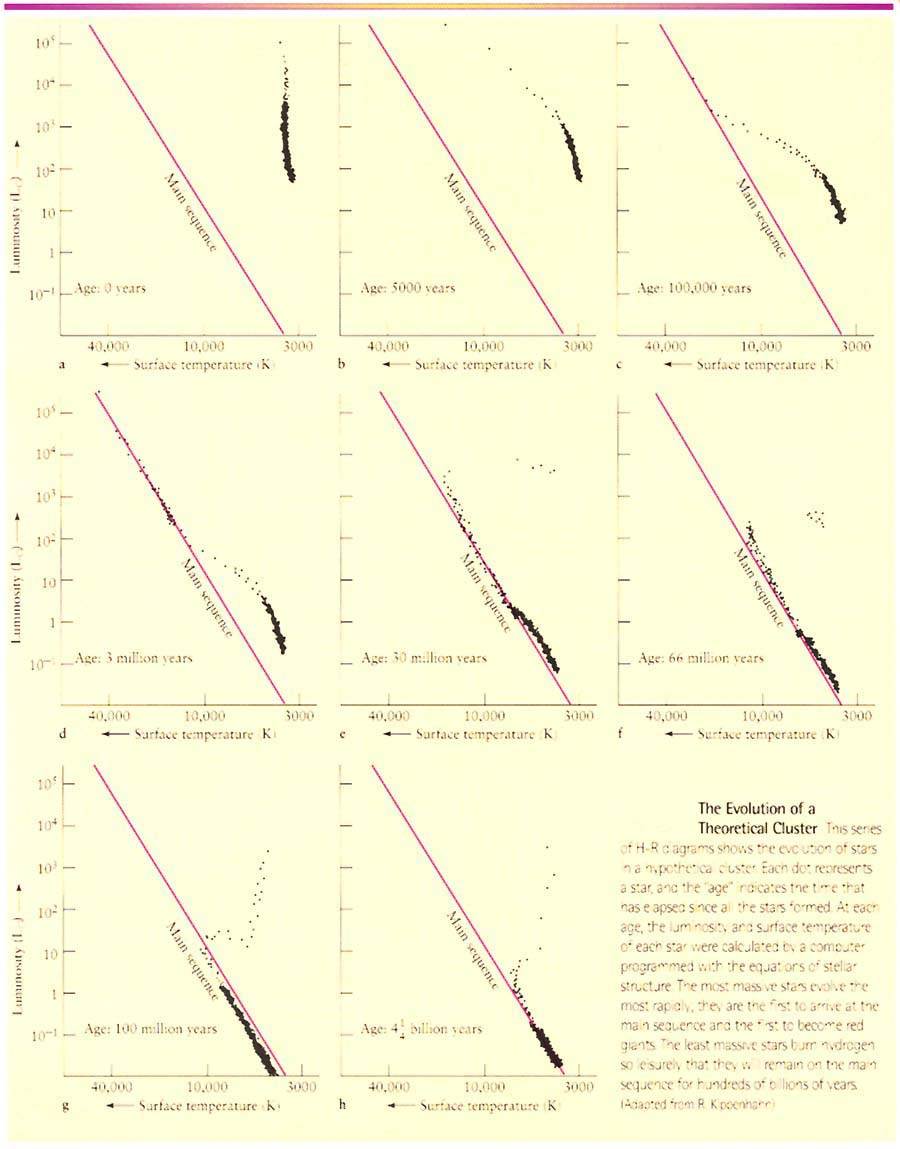 10⁵
10⁴
10³
10²
10
1
10⁻¹
Luminosity (L☉) →
Main sequence
Age: 0 years
40,000 10,000 3000
a ← Surface temperature (K)
Main sequence
Age: 5000 years
40,000 10,000 3000
b ← Surface temperature (K)
Main sequence
Age: 100,000 years
40,000 10,000 3000
c ← Surface temperature (K)
10⁵
10⁴
10³
10²
10
1
10⁻¹
Luminosity (L☉) →
Main sequence
Age: 3 million years
40,000 10,000 3000
d ← Surface temperature (K)
Main sequence
Age: 30 million years
40,000 10,000 3000
e ← Surface temperature (K)
Main sequence
Age: 66 million years
40,000 10,000 3000
f ← Surface temperature (K)
10⁵
10⁴
10³
10²
10
1
10⁻¹
Luminosity (L☉) →
Main sequence
Age: 100 million years
40,000 10,000 3000
g ← Surface temperature (K)
Main sequence
Age: 4¼ billion years
40,000 10,000 3000
h ← Surface temperature (K)
The Evolution of a
Theoretical Cluster This series
of H-R diagrams shows the evolution of stars
in a hypothetical cluster. Each dot represents
a star, and the "age" indicates the time that
has elapsed since all the stars formed. At each
age, the luminosity and surface temperature
of each star were calculated by a computer
programmed with the equations of stellar
structure. The most massive stars evolve the
most rapidly; they are the first to arrive at the
main sequence and the first to become red
giants. The least massive stars burn hydrogen
so leisurely that they will remain on the main
sequence for hundreds of billions of years.
(Adapted from R. Kippenhahn)